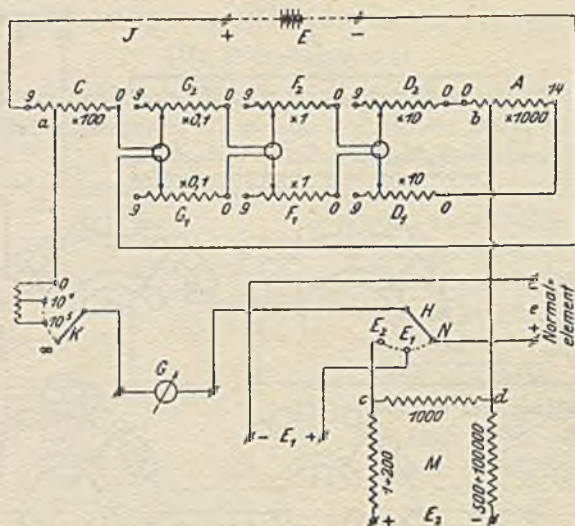 J + E -
9 C 0 9 G₂ 0 9 F₂ 0 9 D₂ 0 0 A 14
a ×100 ×0,1 ×1 ×10 b ×1000
×0,1 ×1 ×10
9 G₁ 0 9 F₁ 0 9 D₁ 0
0
10⁴
10⁵
∞ K
H
E₂ E₁ N
- e +
Normal=
element
G
- E₁ +
c 1000 d
1÷200 M 500÷100000
+ E₂ -